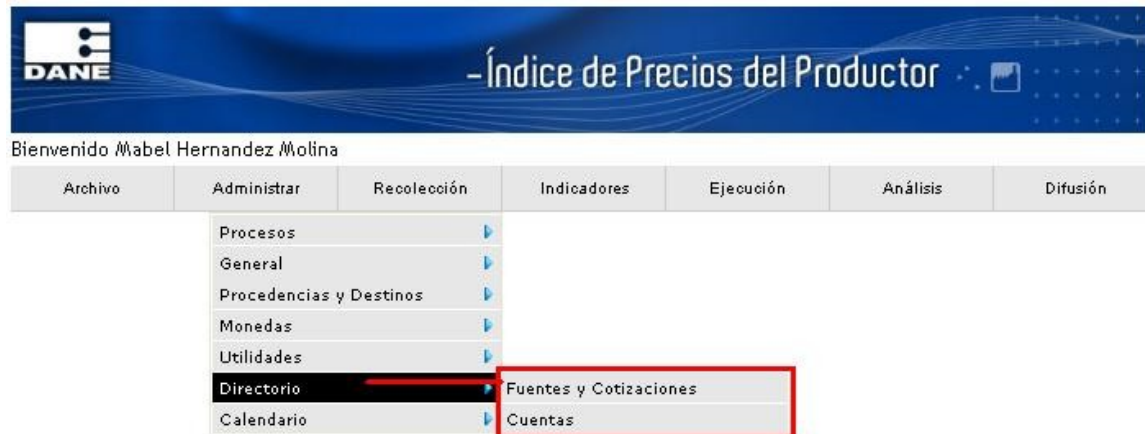 DANE
-Índice de Precios del Productor
Bienvenido Mabel Hernandez Molina
Archivo Administrar Recolección Indicadores Ejecución Análisis Difusión
Procesos
General
Procedencias y Destinos
Monedas
Utilidades
Directorio Fuentes y Cotizaciones
Calendario Cuentas